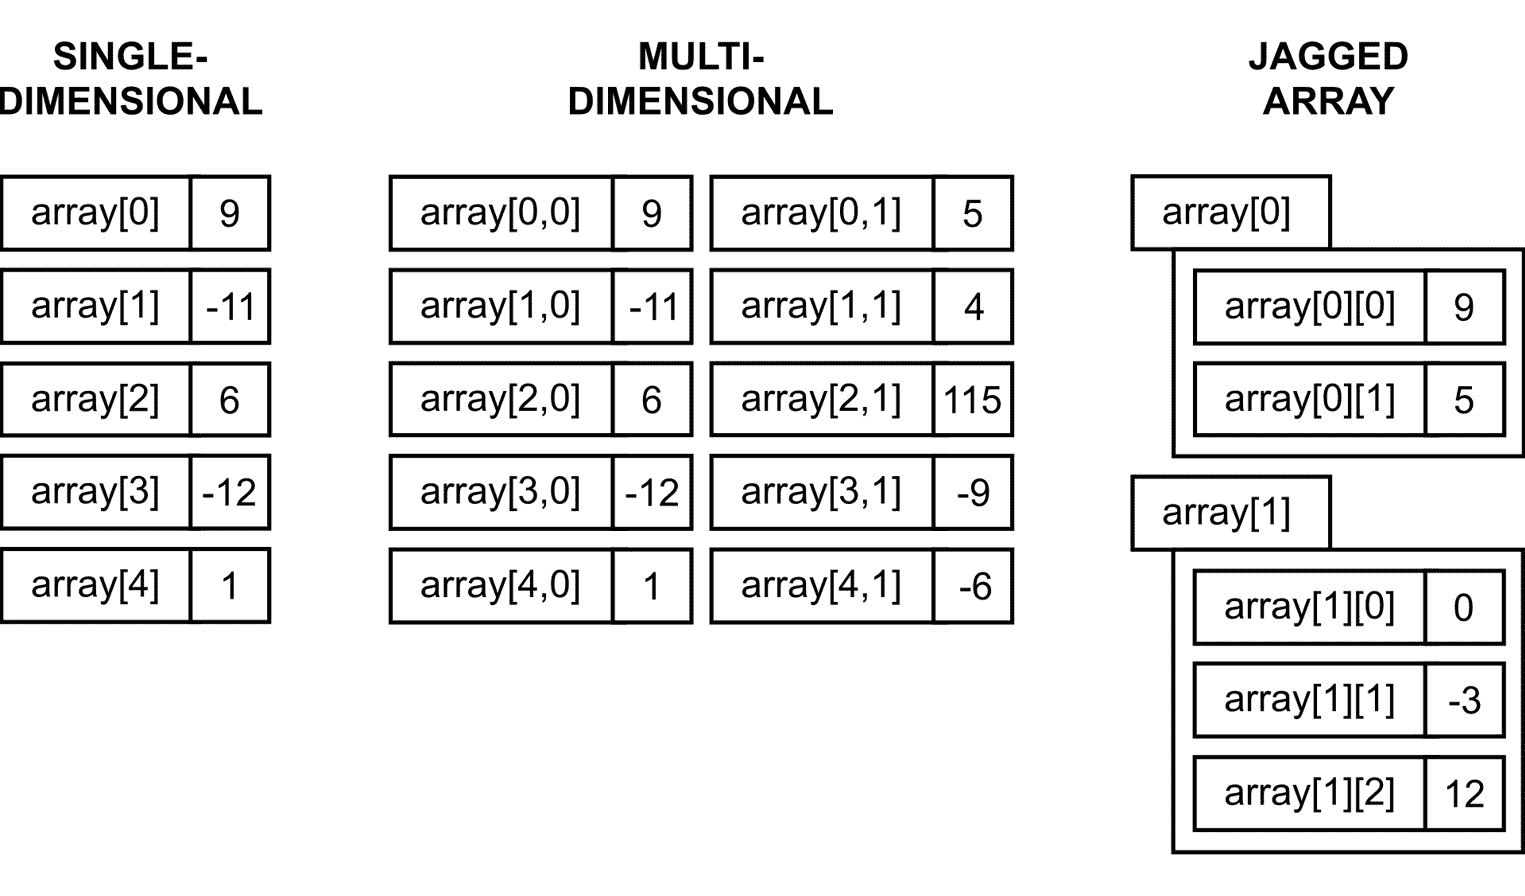 SINGLE-
DIMENSIONAL
array[0] 9
array[1] -11
array[2] 6
array[3] -12
array[4] 1
MULTI-
DIMENSIONAL
array[0,0] 9 array[0,1] 5
array[1,0] -11 array[1,1] 4
array[2,0] 6 array[2,1] 115
array[3,0] -12 array[3,1] -9
array[4,0] 1 array[4,1] -6
JAGGED
ARRAY
array[0]
array[0][0] 9
array[0][1] 5
array[1]
array[1][0] 0
array[1][1] -3
array[1][2] 12